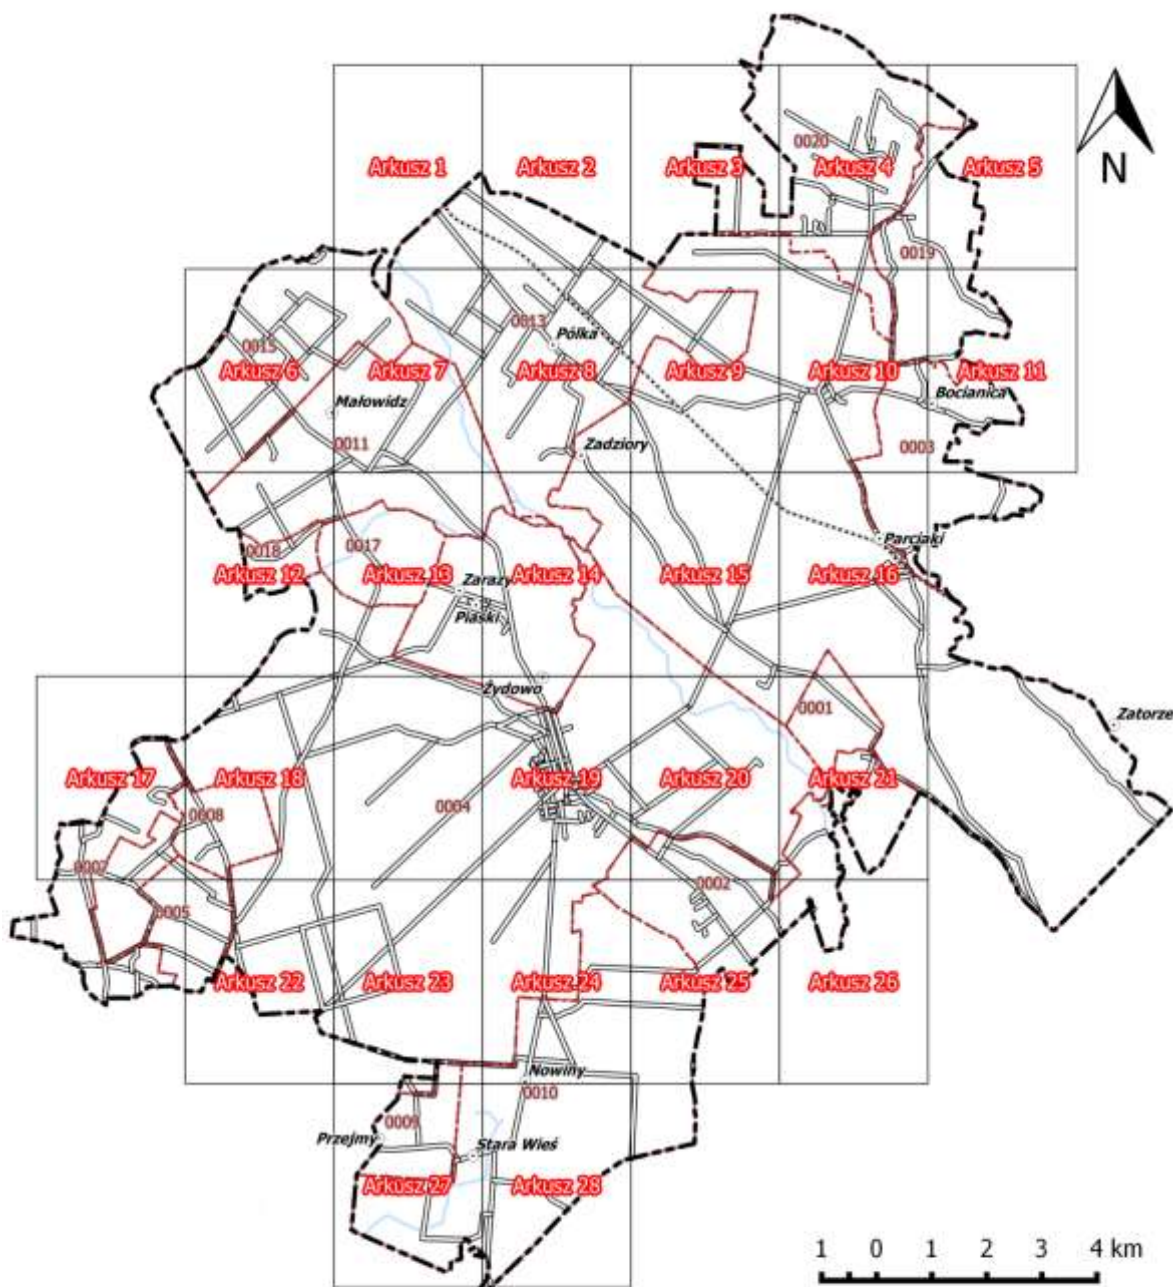 0020
Arkusz 1
Arkusz 2
Arkusz 3
Arkusz 4
Arkusz 5
N
0019
0013
Pólka
0015
Arkusz 6
Arkusz 7
Arkusz 8
Arkusz 9
Arkusz 10
Arkusz 11
Małowidz
Bocianica
0011
Zadziory
0003
0018
0017
Parciaki
Arkusz 12
Arkusz 13
Arkusz 14
Arkusz 15
Arkusz 16
Zarazy
Piaski
Żydowo
0001
Zatorze
Arkusz 17
Arkusz 18
Arkusz 19
Arkusz 20
Arkusz 21
0008
0004
0007
0002
0005
Arkusz 22
Arkusz 23
Arkusz 24
Arkusz 25
Arkusz 26
Nowiny
0010
0009
Przejmy
Stara Wieś
Arkusz 27
Arkusz 28
1 0 1 2 3 4 km